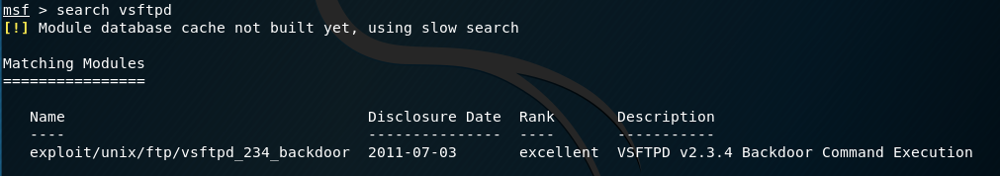 msf > search vsftpd
[!] Module database cache not built yet, using slow search
Matching Modules
================
Name Disclosure Date Rank Description
---- --------------- ---- -----------
exploit/unix/ftp/vsftpd_234_backdoor 2011-07-03 excellent VSFTPD v2.3.4 Backdoor Command Execution